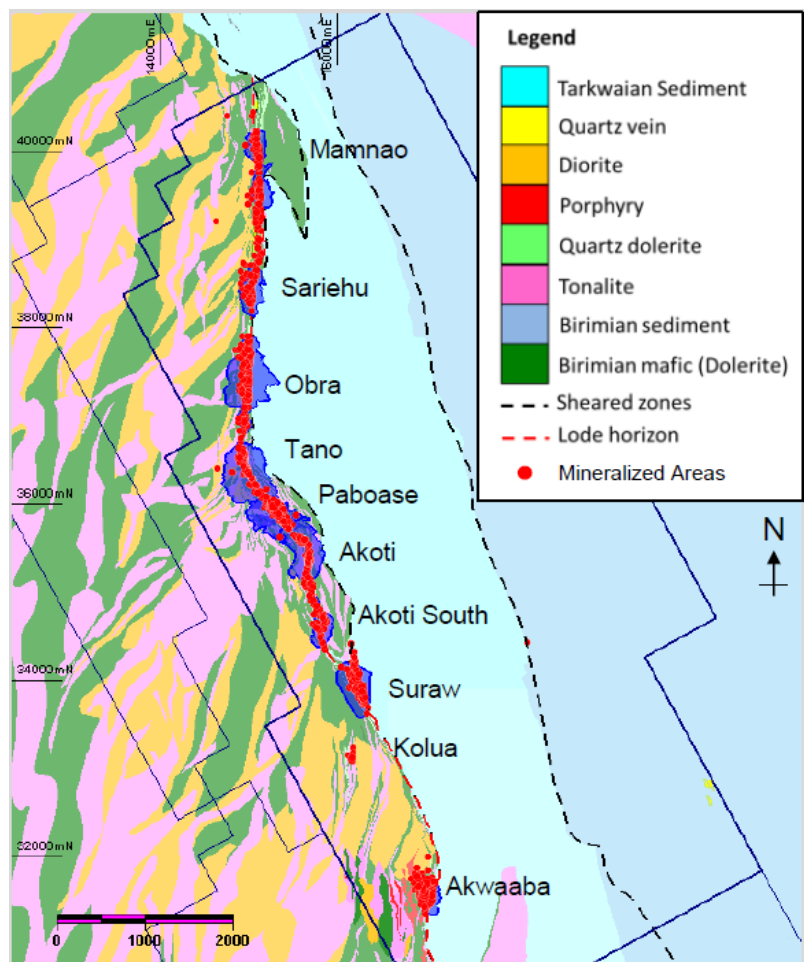 14000mE
16000mE
Legend
Tarkwaian Sediment
Quartz vein
Diorite
Porphyry
Quartz dolerite
Tonalite
Birimian sediment
Birimian mafic (Dolerite)
Sheared zones
Lode horizon
Mineralized Areas
40000mN
Mamnao
Sariehu
38000mN
Obra
Tano
Paboase
36000mN
Akoti
N
Akoti South
34000mN
Suraw
Kolua
32000mN
Akwaaba
0 1000 2000